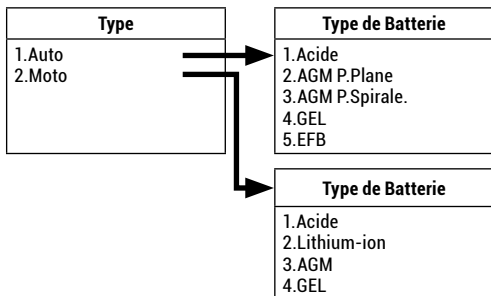 Type
1.Auto
2.Moto
Type de Batterie
1.Acide
2.AGM P.Plane
3.AGM P.Spirale.
4.GEL
5.EFB
Type de Batterie
1.Acide
2.Lithium-ion
3.AGM
4.GEL